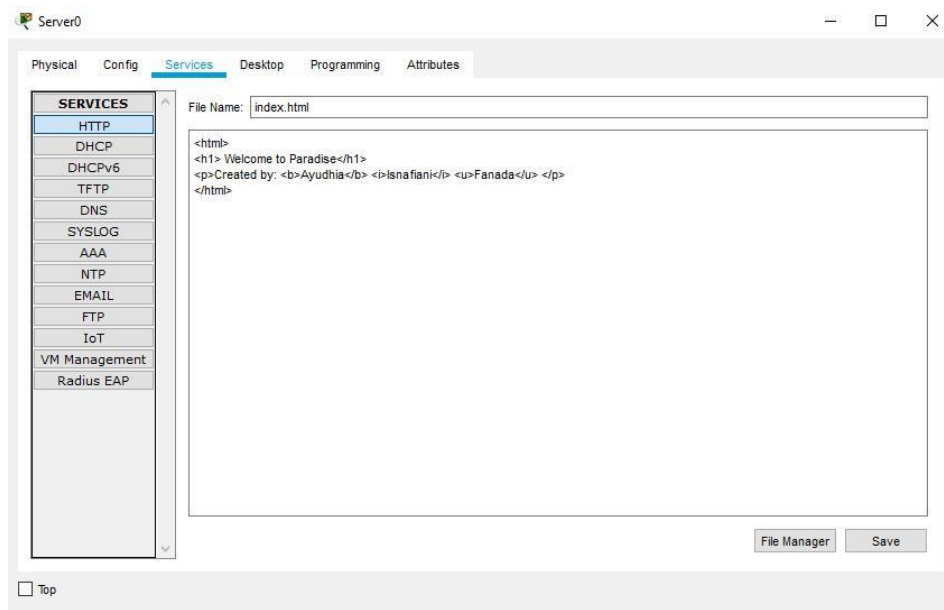 Server0
Physical Config Services Desktop Programming Attributes
SERVICES
HTTP
DHCP
DHCPv6
TFTP
DNS
SYSLOG
AAA
NTP
EMAIL
FTP
IoT
VM Management
Radius EAP
File Name: index.html
<html>
<h1> Welcome to Paradise</h1>
<p>Created by: <b>Ayudhia</b> <i>Isnafiani</i> <u>Fanada</u> </p>
</html>
File Manager Save
Top